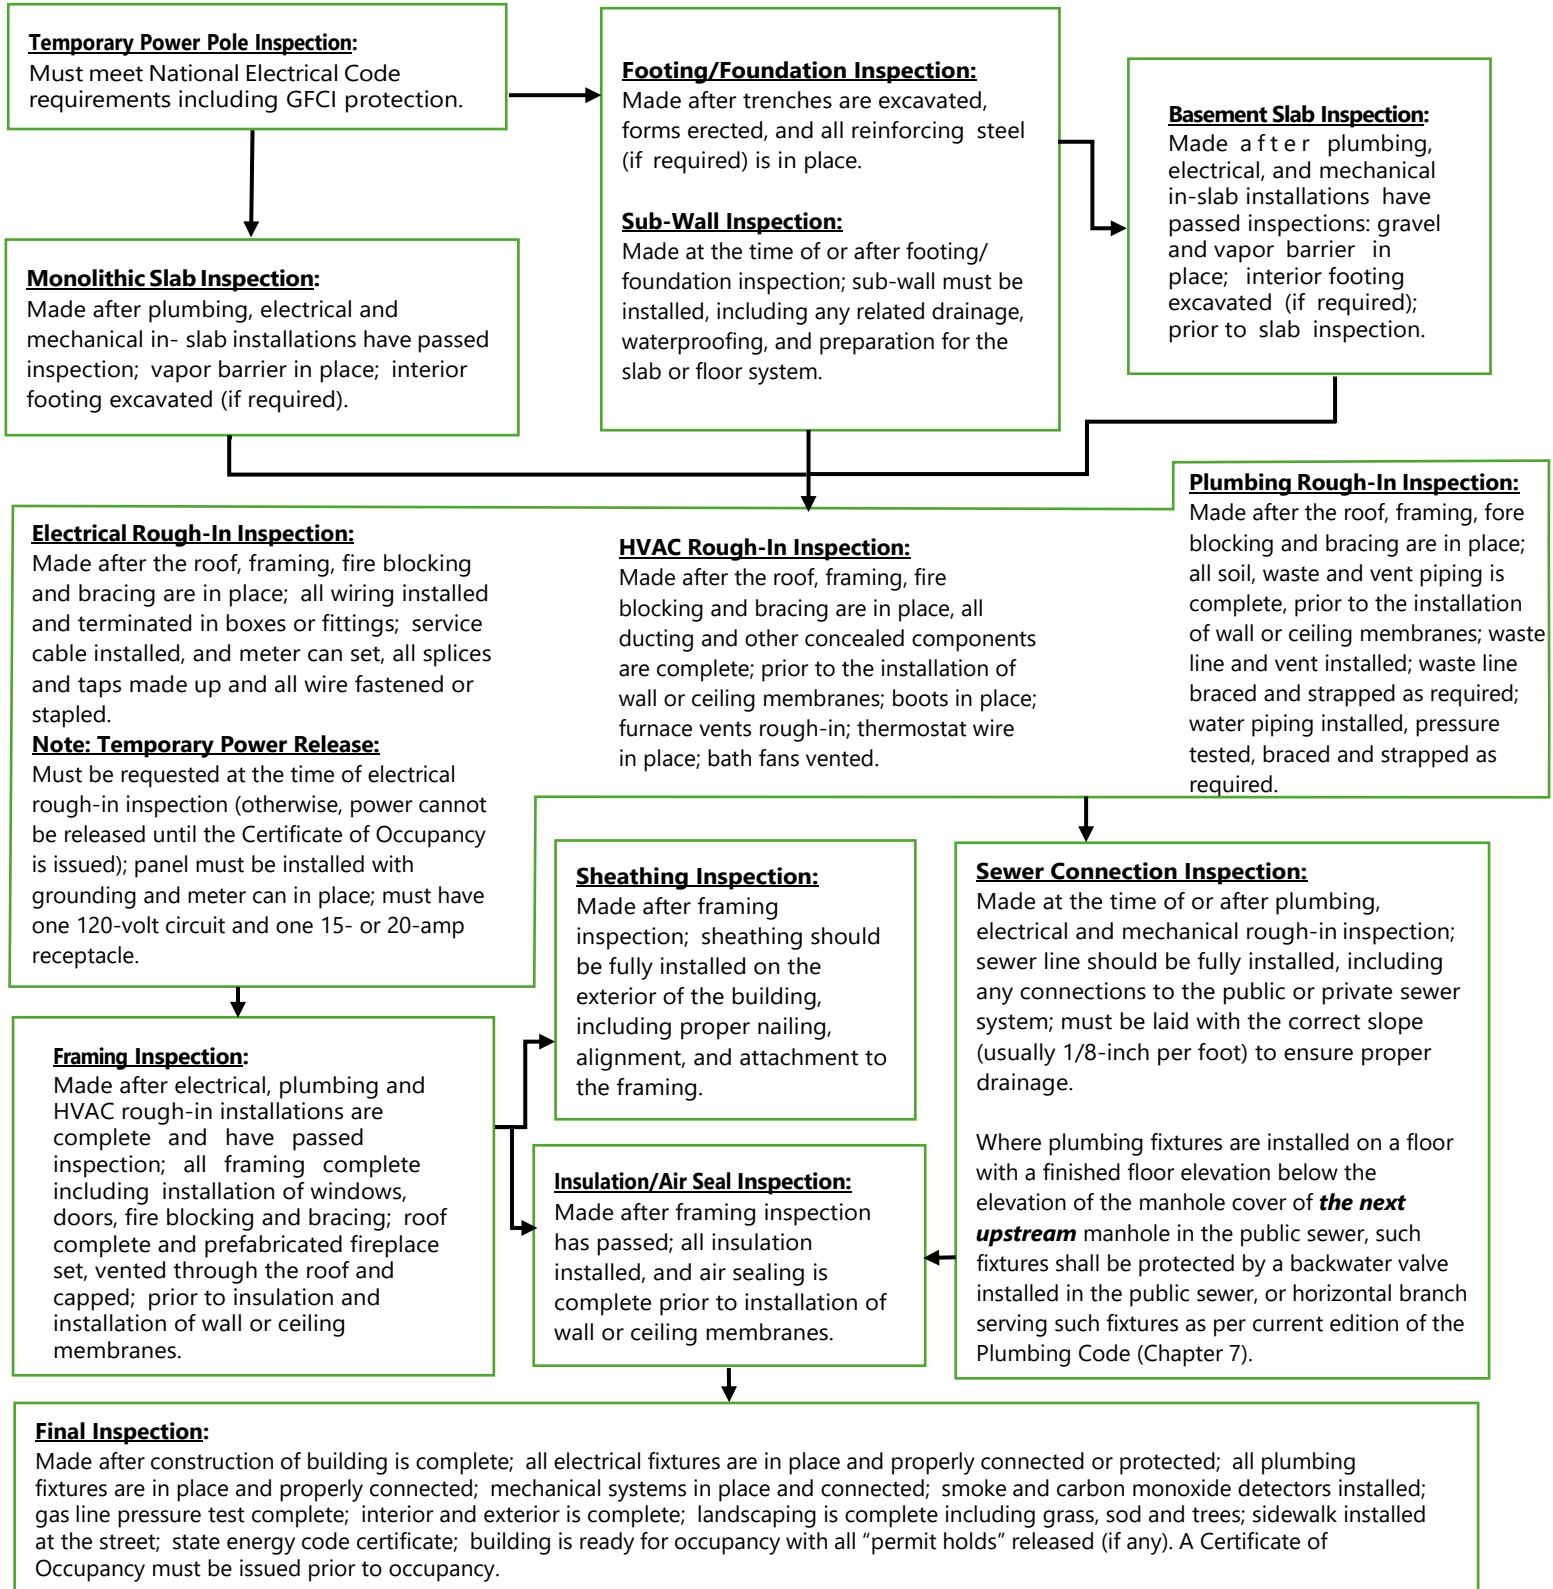 Temporary Power Pole Inspection:
Must meet National Electrical Code
requirements including GFCI protection.
Footing/Foundation Inspection:
Made after trenches are excavated,
forms erected, and all reinforcing steel
(if required) is in place.
Sub-Wall Inspection:
Made at the time of or after footing/
foundation inspection; sub-wall must be
installed, including any related drainage,
waterproofing, and preparation for the
slab or floor system.
Basement Slab Inspection:
Made after plumbing,
electrical, and mechanical
in-slab installations have
passed inspections: gravel
and vapor barrier in
place; interior footing
excavated (if required);
prior to slab inspection.
Monolithic Slab Inspection:
Made after plumbing, electrical and
mechanical in- slab installations have passed
inspection; vapor barrier in place; interior
footing excavated (if required).
Electrical Rough-In Inspection:
Made after the roof, framing, fire blocking
and bracing are in place; all wiring installed
and terminated in boxes or fittings; service
cable installed, and meter can set, all splices
and taps made up and all wire fastened or
stapled.
Note: Temporary Power Release:
Must be requested at the time of electrical
rough-in inspection (otherwise, power cannot
be released until the Certificate of Occupancy
is issued); panel must be installed with
grounding and meter can in place; must have
one 120-volt circuit and one 15- or 20-amp
receptacle.
HVAC Rough-In Inspection:
Made after the roof, framing, fire
blocking and bracing are in place, all
ducting and other concealed components
are complete; prior to the installation of
wall or ceiling membranes; boots in place;
furnace vents rough-in; thermostat wire
in place; bath fans vented.
Plumbing Rough-In Inspection:
Made after the roof, framing, fore
blocking and bracing are in place;
all soil, waste and vent piping is
complete, prior to the installation
of wall or ceiling membranes; waste
line and vent installed; waste line
braced and strapped as required;
water piping installed, pressure
tested, braced and strapped as
required.
Framing Inspection:
Made after electrical, plumbing and
HVAC rough-in installations are
complete and have passed
inspection; all framing complete
including installation of windows,
doors, fire blocking and bracing; roof
complete and prefabricated fireplace
set, vented through the roof and
capped; prior to insulation and
installation of wall or ceiling
membranes.
Sheathing Inspection:
Made after framing
inspection; sheathing should
be fully installed on the
exterior of the building,
including proper nailing,
alignment, and attachment to
the framing.
Insulation/Air Seal Inspection:
Made after framing inspection
has passed; all insulation
installed, and air sealing is
complete prior to installation of
wall or ceiling membranes.
Sewer Connection Inspection:
Made at the time of or after plumbing,
electrical and mechanical rough-in inspection;
sewer line should be fully installed, including
any connections to the public or private sewer
system; must be laid with the correct slope
(usually 1/8-inch per foot) to ensure proper
drainage.
Where plumbing fixtures are installed on a floor
with a finished floor elevation below the
elevation of the manhole cover of the next
upstream manhole in the public sewer, such
fixtures shall be protected by a backwater valve
installed in the public sewer, or horizontal branch
serving such fixtures as per current edition of the
Plumbing Code (Chapter 7).
Final Inspection:
Made after construction of building is complete; all electrical fixtures are in place and properly connected or protected; all plumbing
fixtures are in place and properly connected; mechanical systems in place and connected; smoke and carbon monoxide detectors installed;
gas line pressure test complete; interior and exterior is complete; landscaping is complete including grass, sod and trees; sidewalk installed
at the street; state energy code certificate; building is ready for occupancy with all “permit holds” released (if any). A Certificate of
Occupancy must be issued prior to occupancy.